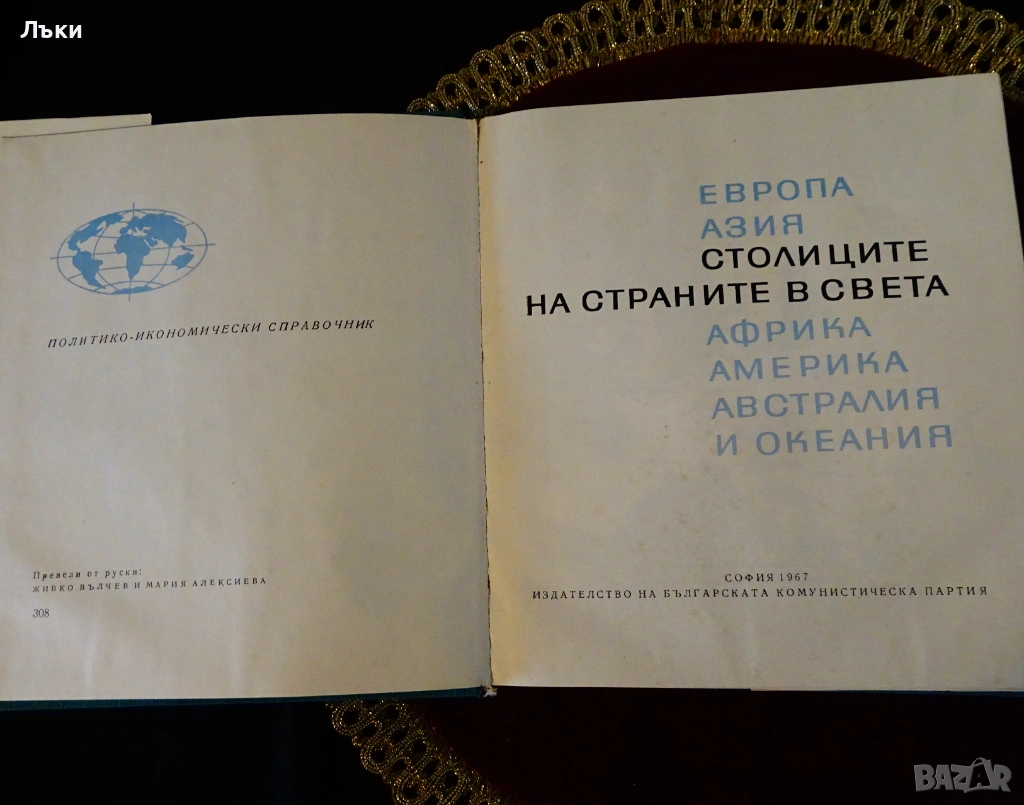 Лъки
ПОЛИТИКО-ИКОНОМИЧЕСКИ СПРАВОЧНИК
Превели от руски:
ЖИВКО ВЪЛЧЕВ И МАРИЯ АЛЕКСИЕВА
308
ЕВРОПА
АЗИЯ
СТОЛИЦИТЕ
НА СТРАНИТЕ В СВЕТА
АФРИКА
АМЕРИКА
АВСТРАЛИЯ
И ОКЕАНИЯ
СОФИЯ 1967
ИЗДАТЕЛСТВО НА БЪЛГАРСКАТА КОМУНИСТИЧЕСКА ПАРТИЯ
BAZAR